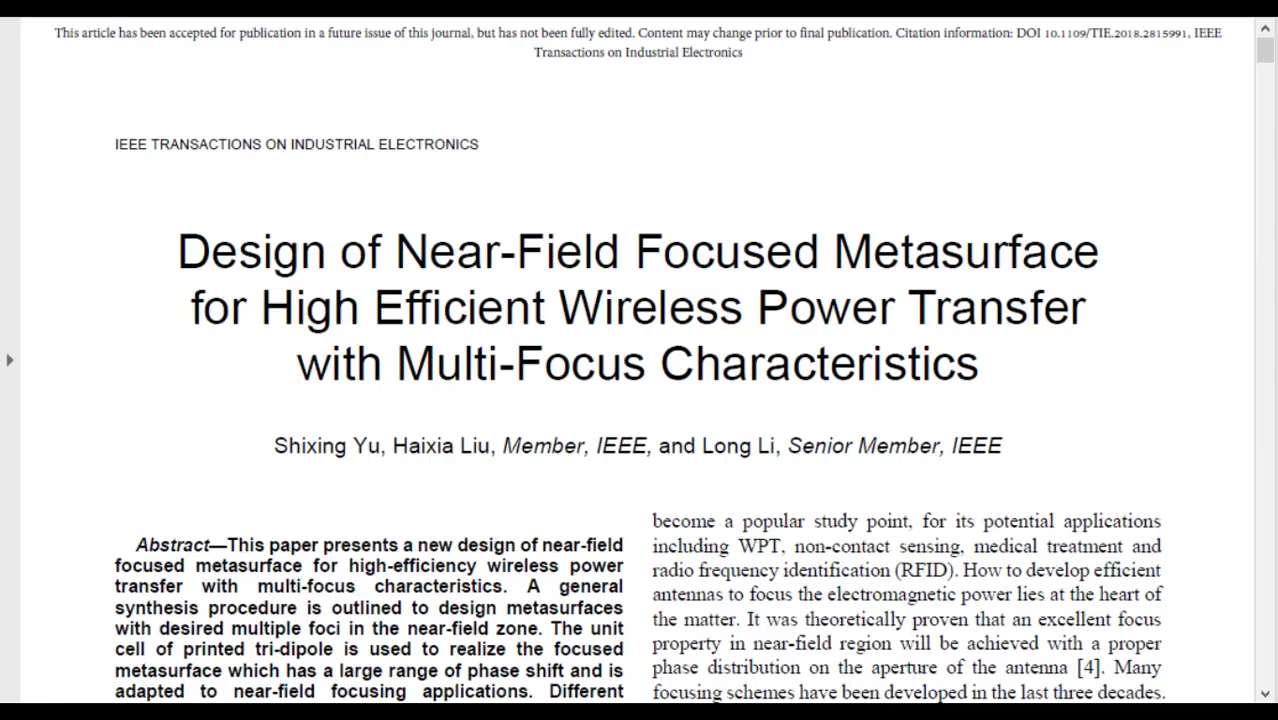 This article has been accepted for publication in a future issue of this journal, but has not been fully edited. Content may change prior to final publication. Citation information: DOI 10.1109/TIE.2018.2815991, IEEE
Transactions on Industrial Electronics
IEEE TRANSACTIONS ON INDUSTRIAL ELECTRONICS
Design of Near-Field Focused Metasurface
for High Efficient Wireless Power Transfer
with Multi-Focus Characteristics
Shixing Yu, Haixia Liu, Member, IEEE, and Long Li, Senior Member, IEEE
Abstract—This paper presents a new design of near-field
focused metasurface for high-efficiency wireless power
transfer with multi-focus characteristics. A general
synthesis procedure is outlined to design metasurfaces
with desired multiple foci in the near-field zone. The unit
cell of printed tri-dipole is used to realize the focused
metasurface which has a large range of phase shift and is
adapted to near-field focusing applications. Different
become a popular study point, for its potential applications
including WPT, non-contact sensing, medical treatment and
radio frequency identification (RFID). How to develop efficient
antennas to focus the electromagnetic power lies at the heart of
the matter. It was theoretically proven that an excellent focus
property in near-field region will be achieved with a proper
phase distribution on the aperture of the antenna [4]. Many
focusing schemes have been developed in the last three decades.